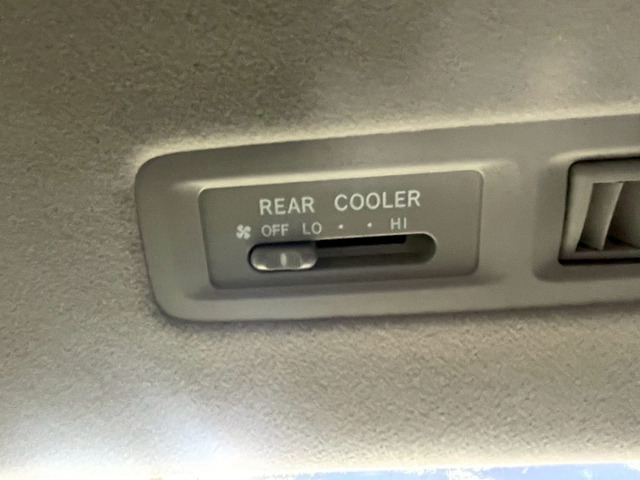 REAR COOLER
OFF LO • • HI